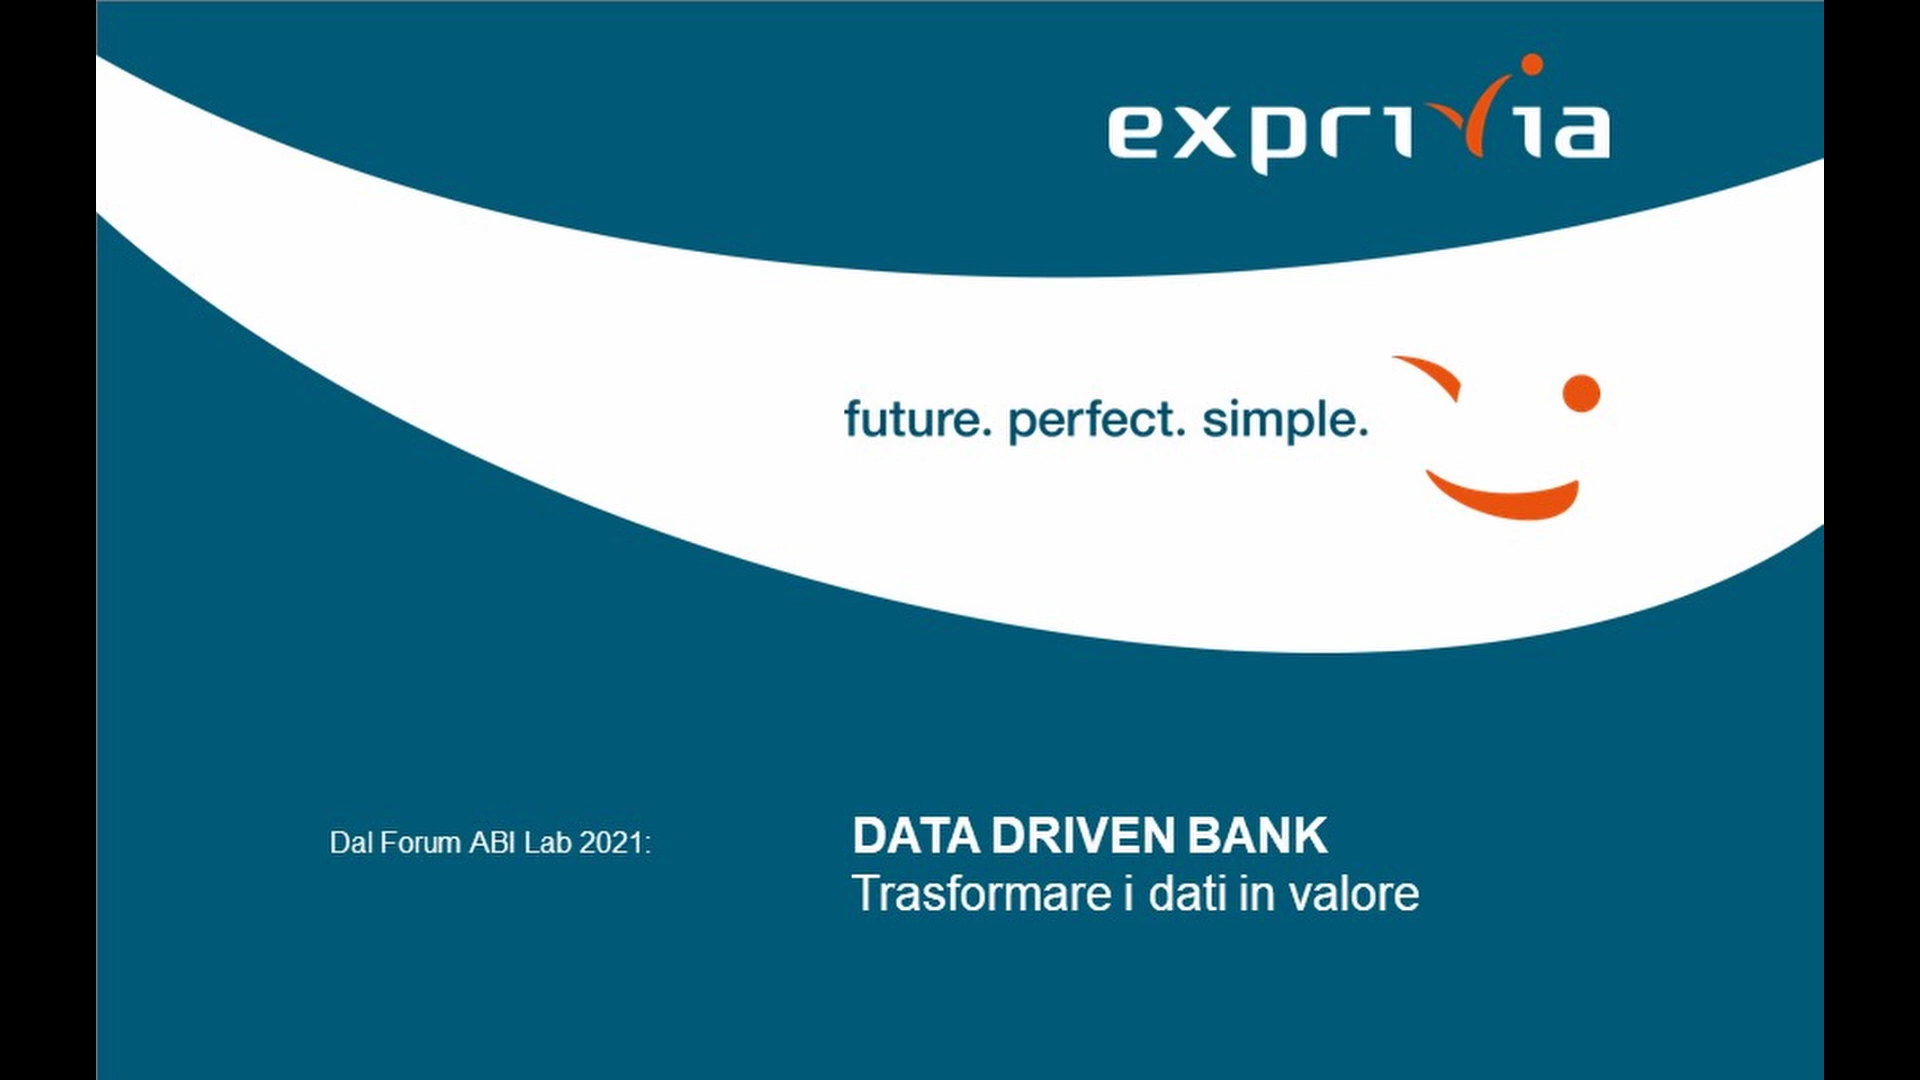 exprivia
future. perfect. simple.
Dal Forum ABI Lab 2021:
DATA DRIVEN BANK
Trasformare i dati in valore